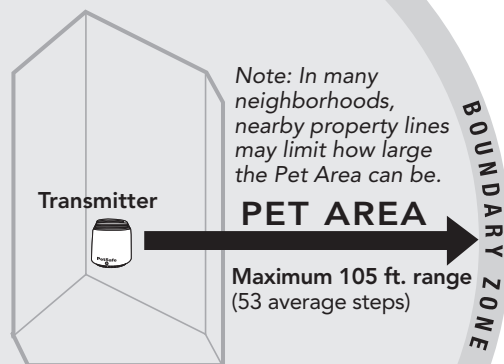 Note: In many
neighborhoods,
nearby property lines
may limit how large
the Pet Area can be.
Transmitter
PetSafe
PET AREA
Maximum 105 ft. range
(53 average steps)
BOUNDARY ZONE